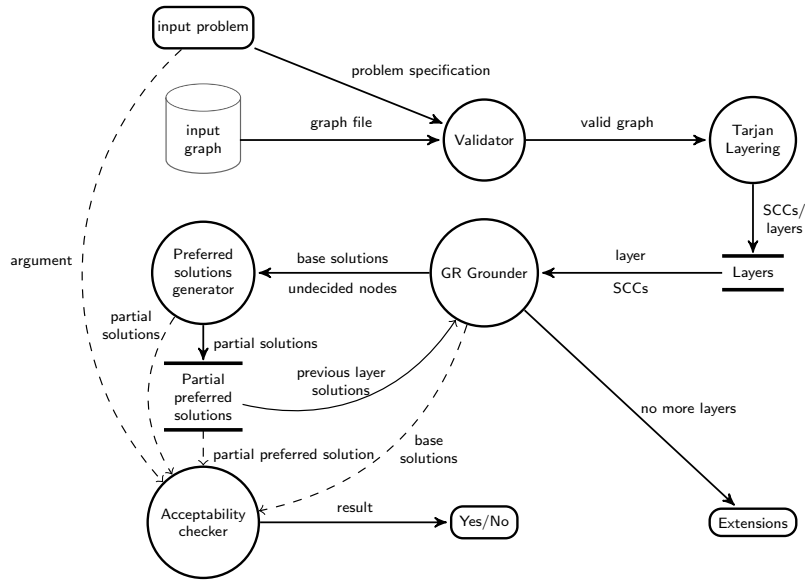 input problem
problem specification
input
graph
graph file
Validator
valid graph
Tarjan
Layering
SCCs/
layers
argument
Preferred
solutions
generator
base solutions
undecided nodes
GR Grounder
layer
SCCs
Layers
partial
solutions
partial solutions
Partial
preferred
solutions
previous layer
solutions
no more layers
partial preferred solution
base
solutions
Acceptability
checker
result
Yes/No
Extensions